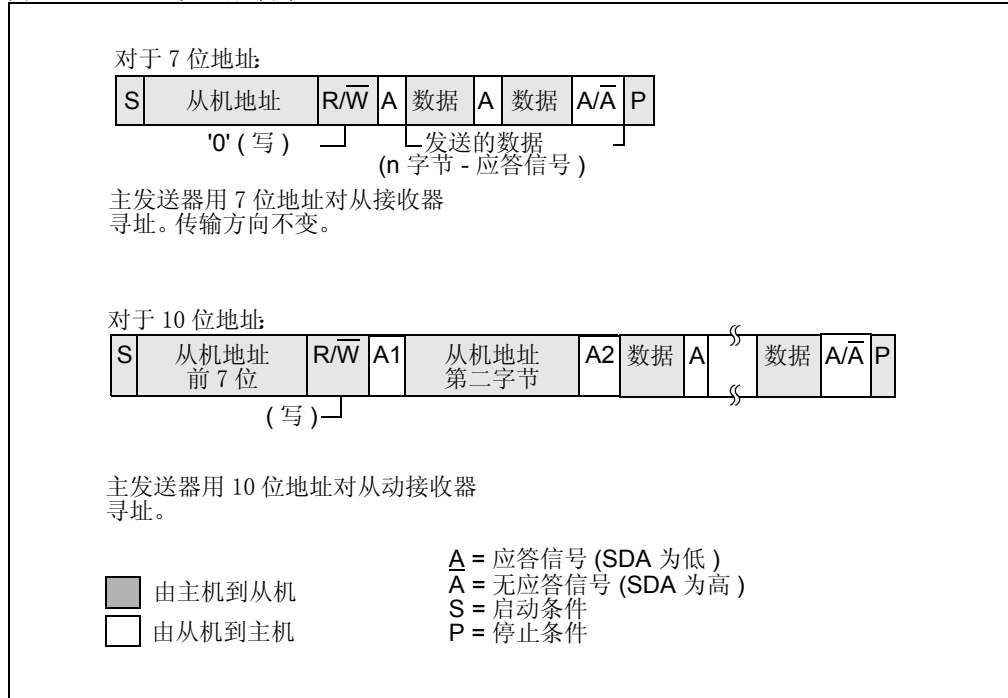 对于 7 位地址:
S 从机地址 R/W̅ A 数据 A 数据 A/A̅ P
'0' ( 写 ) 发送的数据
(n 字节 - 应答信号 )
主发送器用 7 位地址对从接收器
寻址。传输方向不变。
对于 10 位地址:
S 从机地址 R/W̅ A1 从机地址 A2 数据 A 数据 A/A̅ P
前 7 位 第二字节
( 写 )
主发送器用 10 位地址对从动接收器
寻址。
A = 应答信号 (SDA 为低 )
由主机到从机 A̅ = 无应答信号 (SDA 为高 )
S = 启动条件
由从机到主机 P = 停止条件